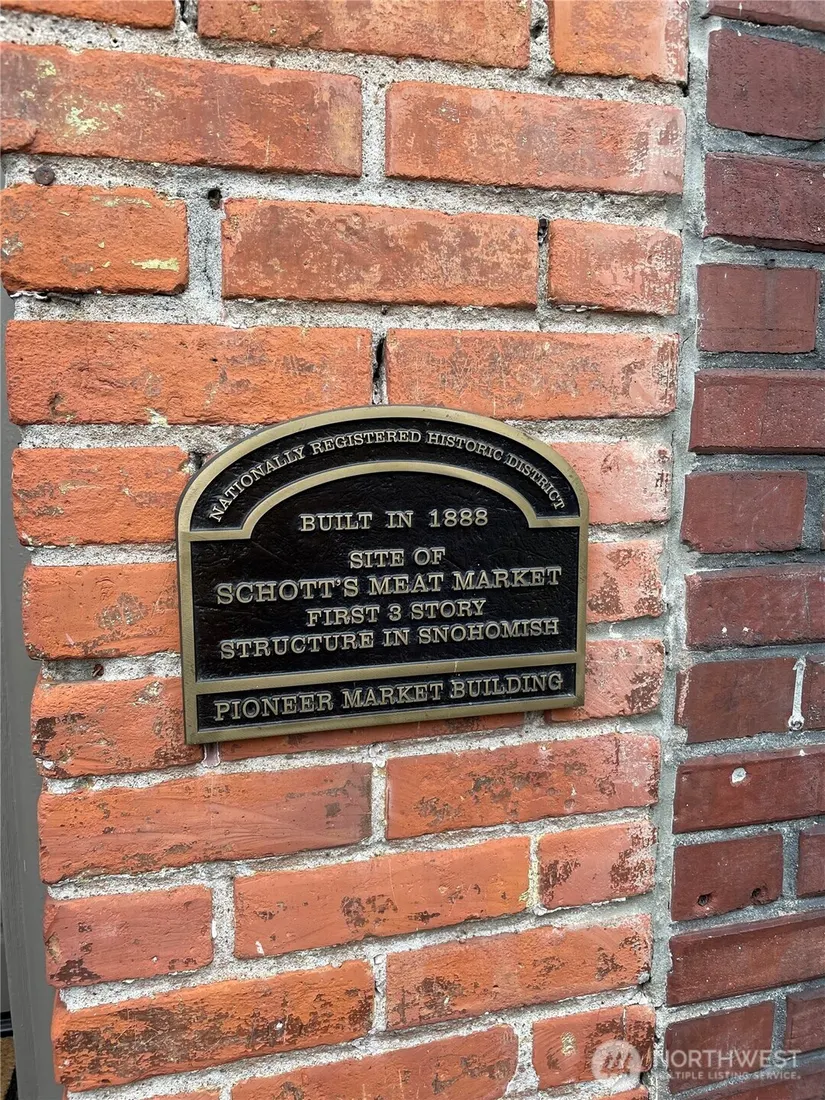 NATIONALLY REGISTERED HISTORIC DISTRICT
BUILT IN 1888
SITE OF
SCHOTT'S MEAT MARKET
FIRST 3 STORY
STRUCTURE IN SNOHOMISH
PIONEER MARKET BUILDING
NORTHWEST
MULTIPLE LISTING SERVICE